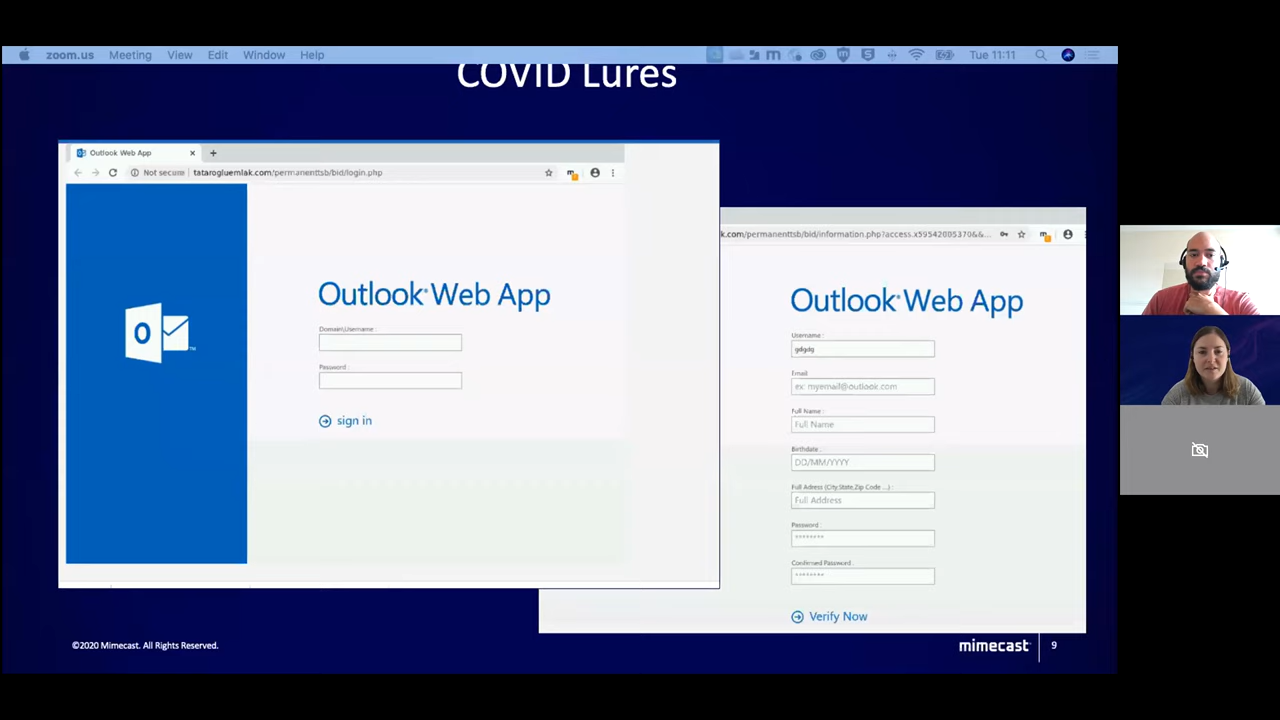 zoom.us Meeting View Edit Window Help Tue 11:11
COVID Lures
Outlook Web App
Not secure tatarogluemlak.com/permanenttsb/bid/login.php
Outlook Web App
Domain\Username :
Password :
sign in
k.com/permanenttsb/bid/information.php?access.x59542005370&&...
Outlook Web App
Username :
gdgdg
Email
ex: myemail@outlook.com
Full Name :
Full Name
Birthdate :
DD/MM/YYYY
Full Adress (City,State,Zip Code ...) :
Full Address
Password :
********
Confirmed Password :
********
Verify Now
©2020 Mimecast. All Rights Reserved.
mimecast 9